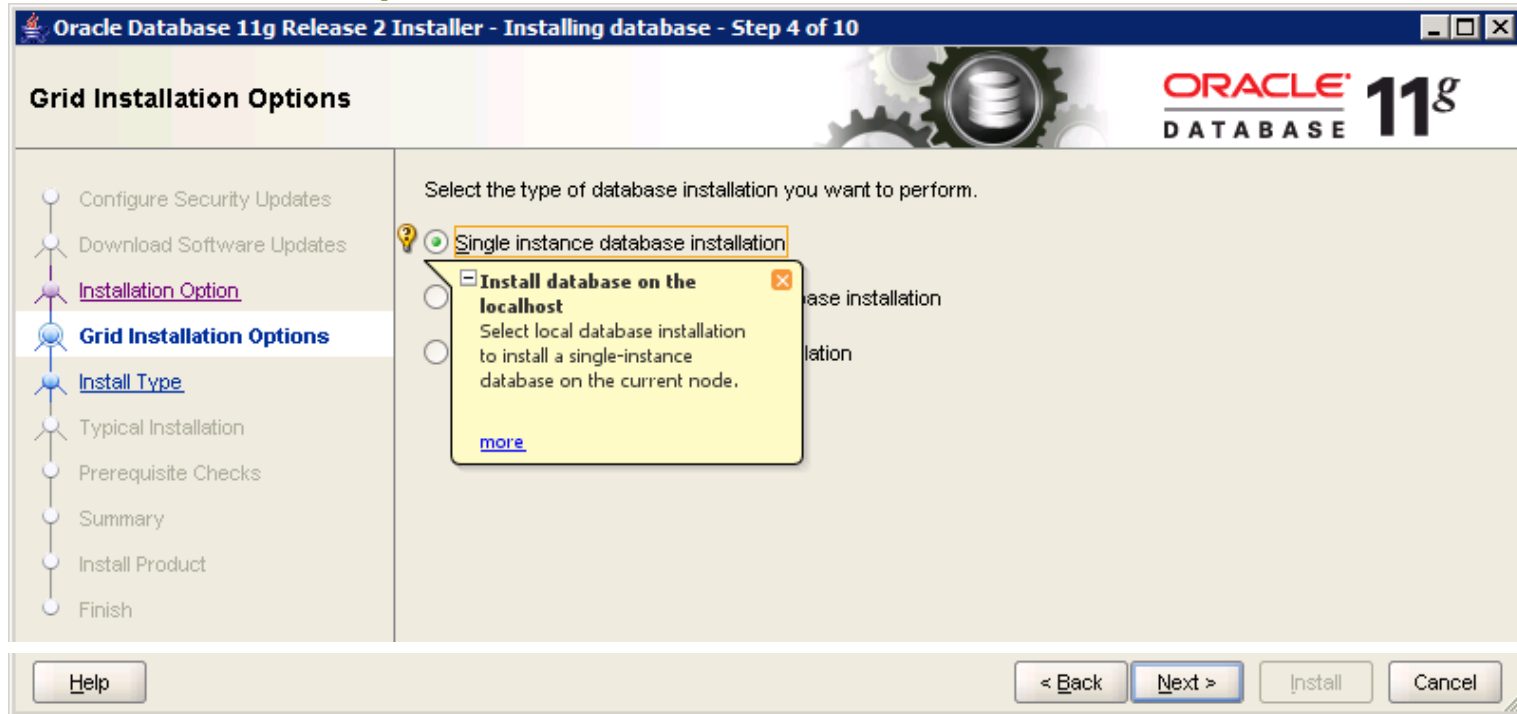 Oracle Database 11g Release 2 Installer - Installing database - Step 4 of 10
Grid Installation Options
ORACLE
DATABASE
11g
Configure Security Updates
Download Software Updates
Installation Option
Grid Installation Options
Install Type
Typical Installation
Prerequisite Checks
Summary
Install Product
Finish
Select the type of database installation you want to perform.
Single instance database installation
Install database on the
localhost
Select local database installation
to install a single-instance
database on the current node.
more
installation
Help
< Back
Next >
Install
Cancel